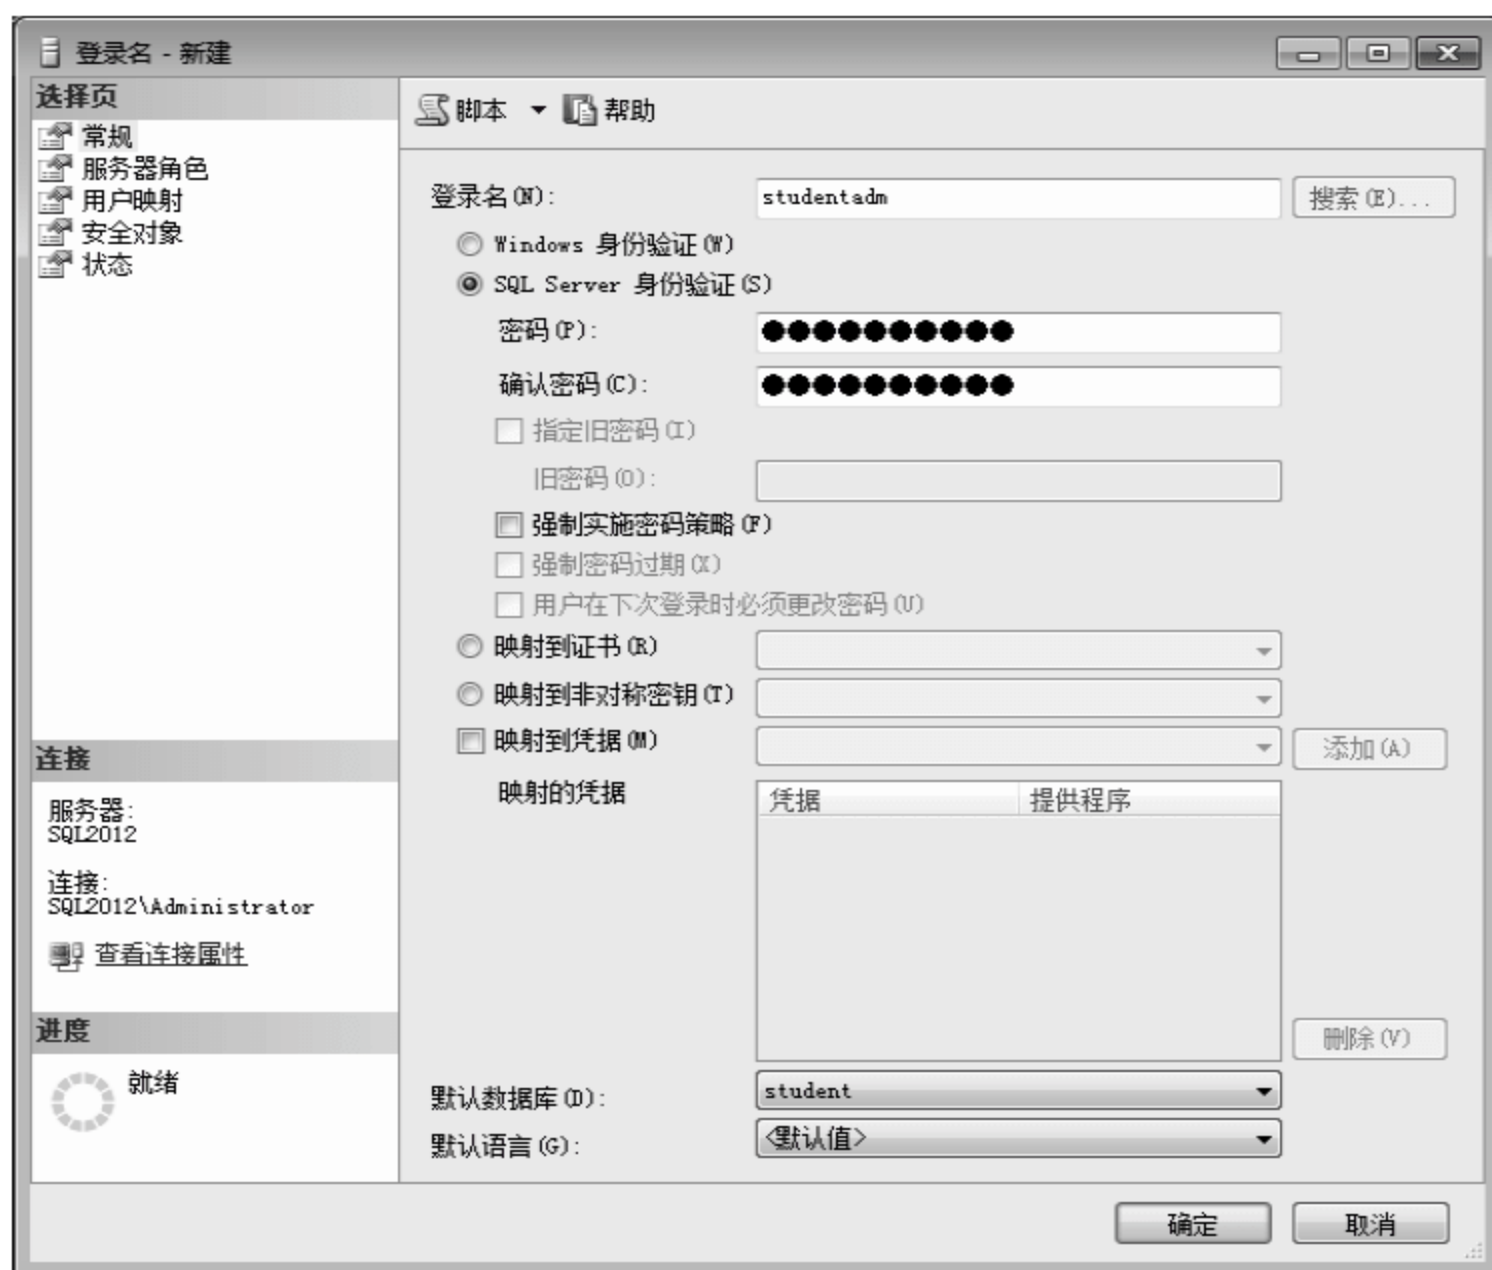 登录名 - 新建
选择页
常规
服务器角色
用户映射
安全对象
状态
连接
服务器:
SQL2012
连接:
SQL2012\Administrator
查看连接属性
进度
就绪
脚本 帮助
登录名(N): studentadm 搜索(E)...
Windows 身份验证(W)
SQL Server 身份验证(S)
密码(P): ●●●●●●●●●●
确认密码(C): ●●●●●●●●●●
指定旧密码(I)
旧密码(O):
强制实施密码策略(F)
强制密码过期(X)
用户在下次登录时必须更改密码(U)
映射到证书(R)
映射到非对称密钥(T)
映射到凭据(M) 添加(A)
映射的凭据 凭据 提供程序
删除(V)
默认数据库(D): student
默认语言(G): <默认值>
确定 取消